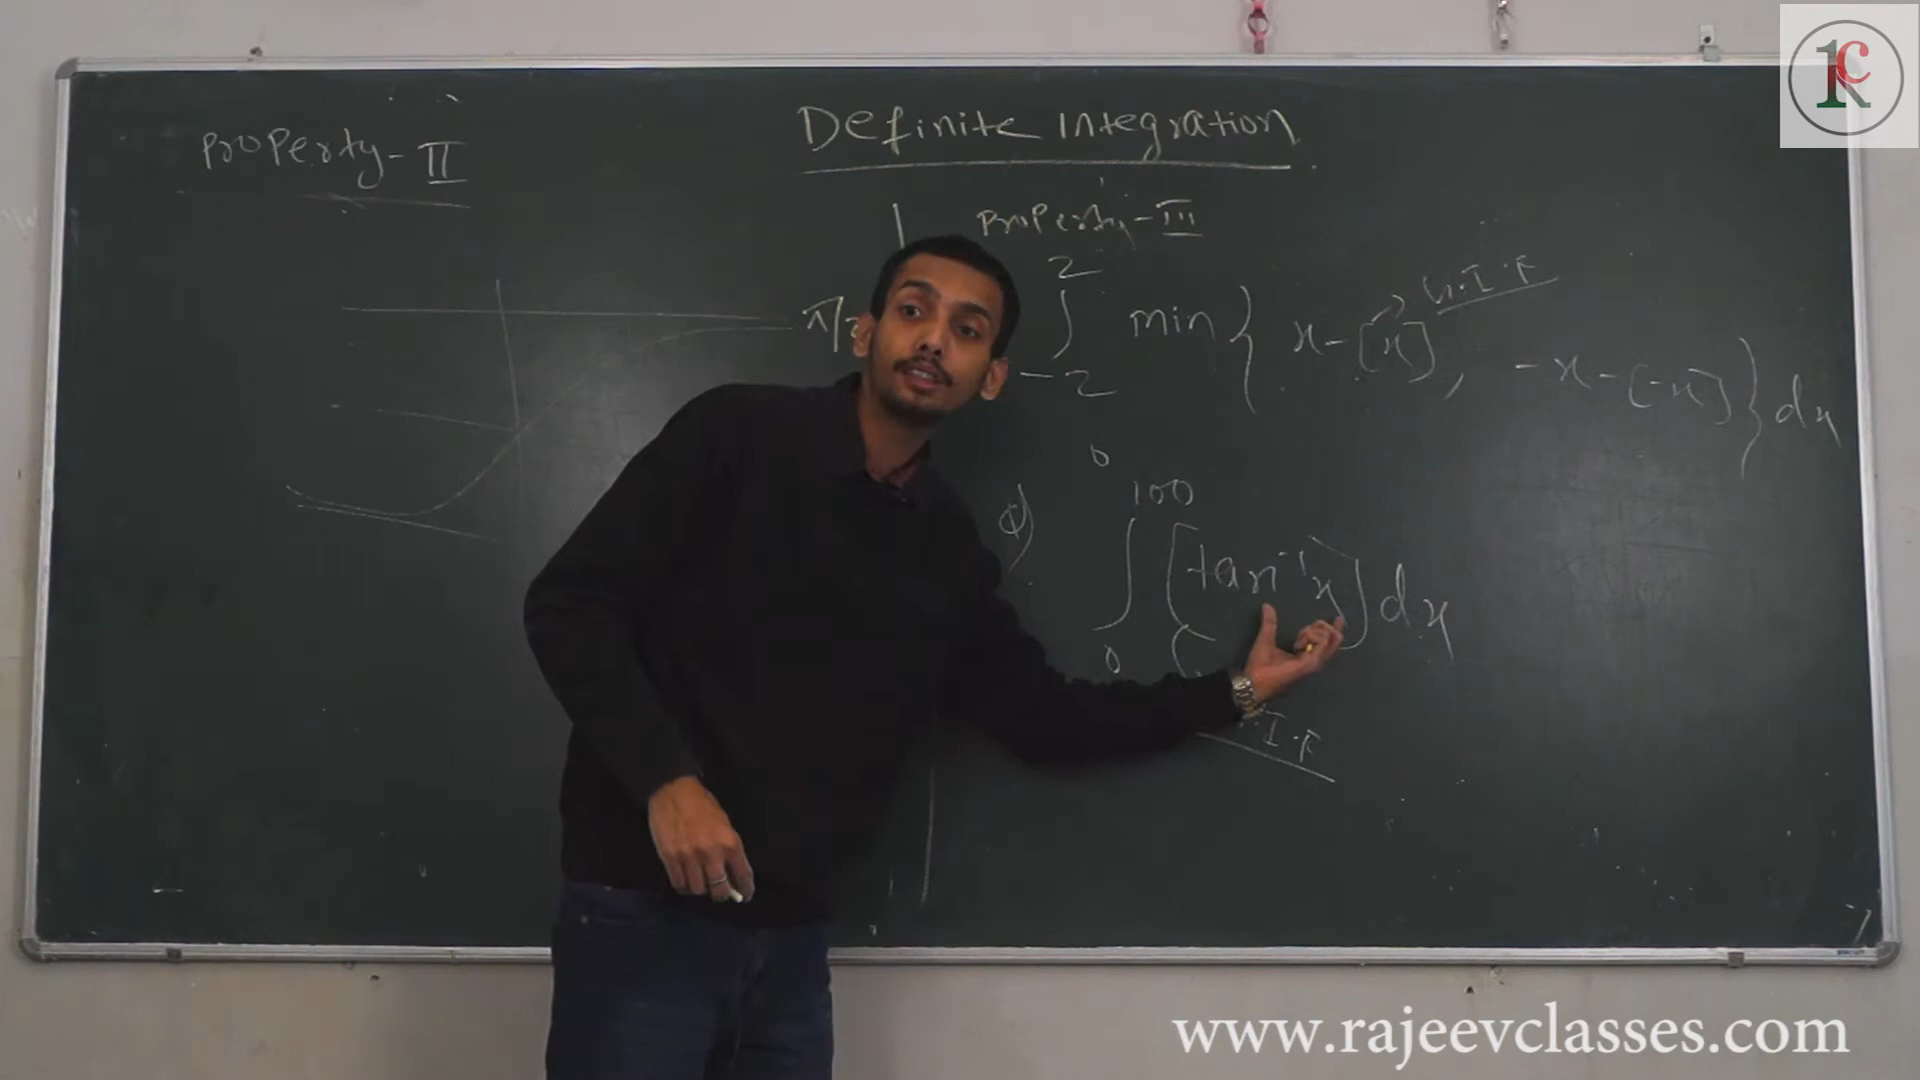 Definite Integration
Property-II
Property-III
2
∫ min { x-[x], -x-[-x] } dx
-2
G.I.F
π/2
Q)
100
∫ [tan⁻¹x] dx
0
I.F
www.rajeevclasses.com